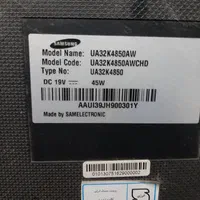 SAMSUNG
Model Name: UA32K4850AW
Model Code: UA32K4850AWCHD
Type No: UA32K4850
DC 19V ⎓ 45W
AAUI39JH900301Y
Made by SAMELECTRONIC